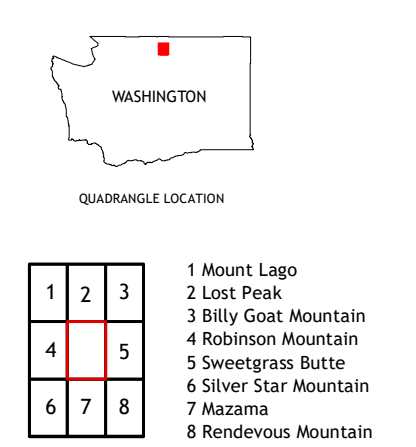 WASHINGTON
QUADRANGLE LOCATION
1 2 3
4 5
6 7 8
1 Mount Lago
2 Lost Peak
3 Billy Goat Mountain
4 Robinson Mountain
5 Sweetgrass Butte
6 Silver Star Mountain
7 Mazama
8 Rendevous Mountain